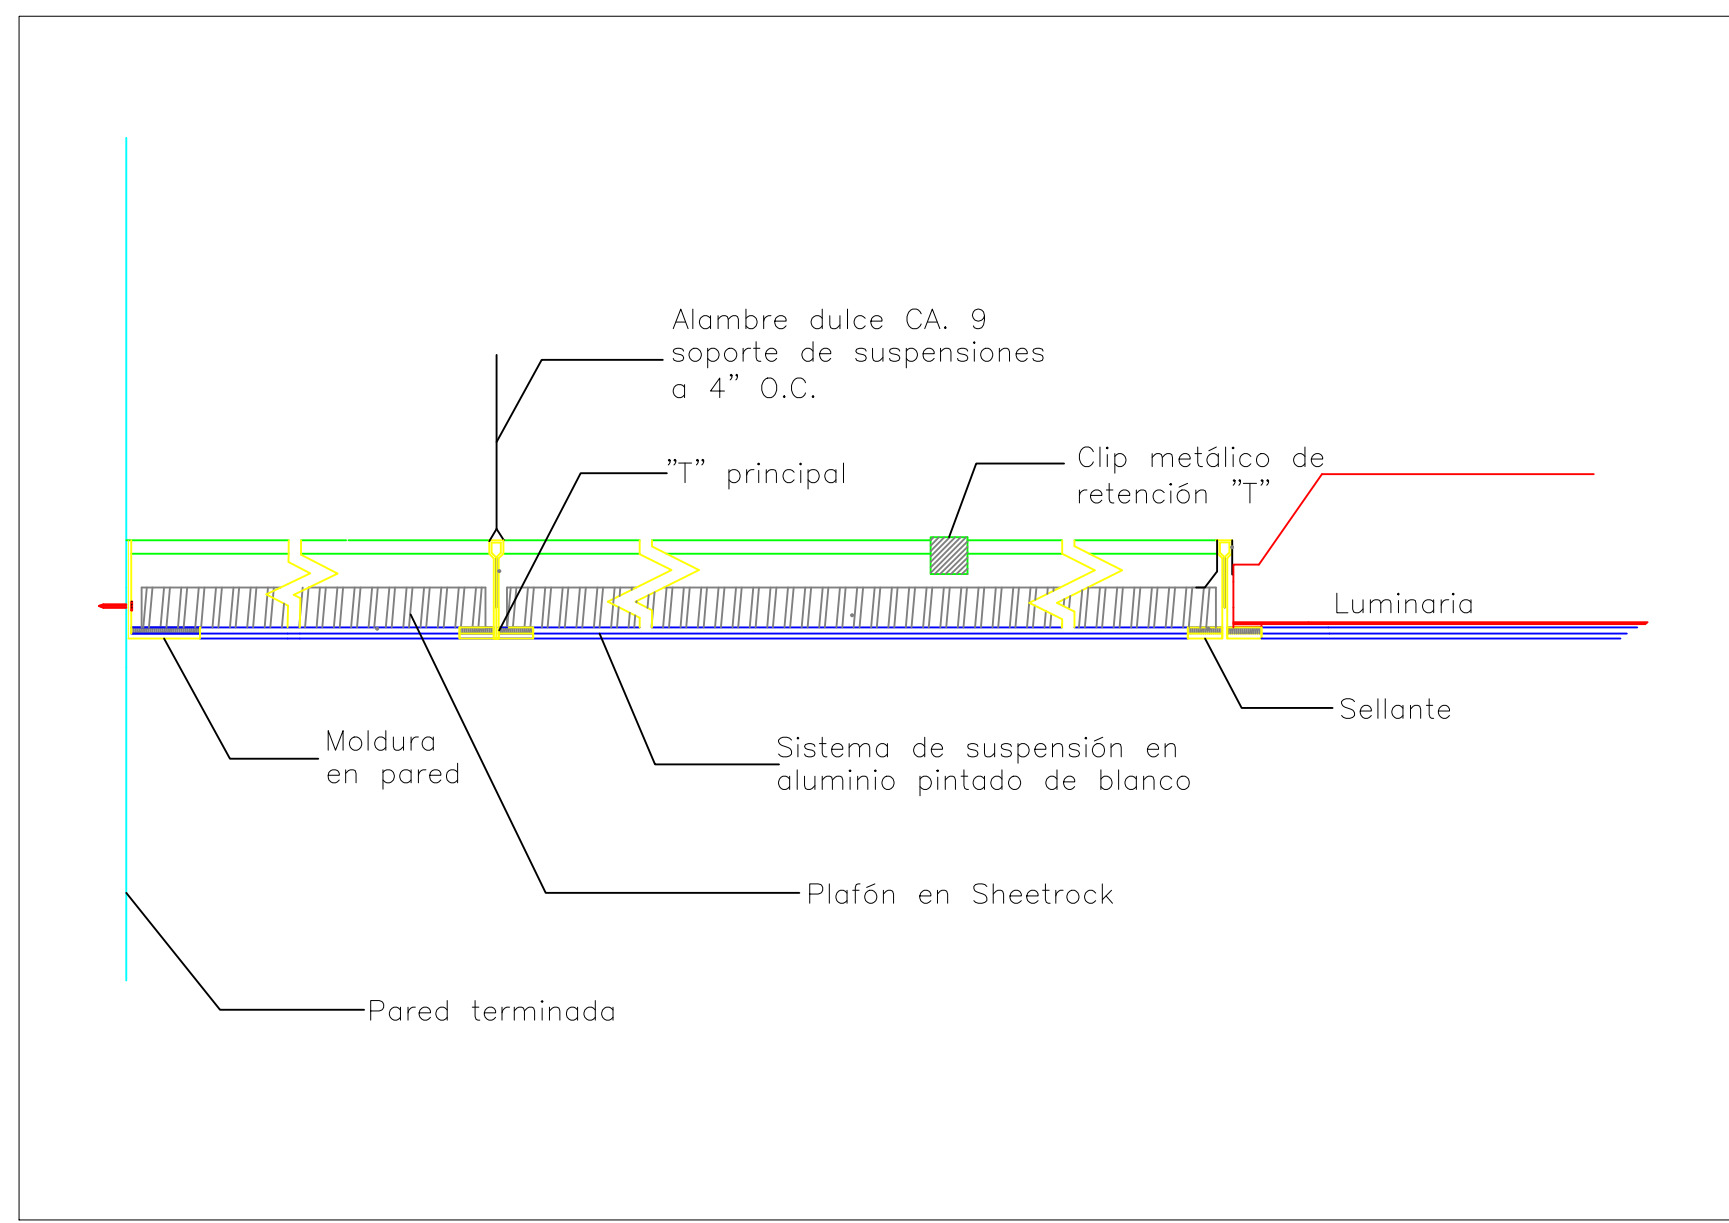 Alambre dulce CA. 9
soporte de suspensiones
a 4" O.C.
"T" principal
Clip metálico de
retención "T"
Luminaria
Sellante
Moldura
en pared
Sistema de suspensión en
aluminio pintado de blanco
Plafón en Sheetrock
Pared terminada